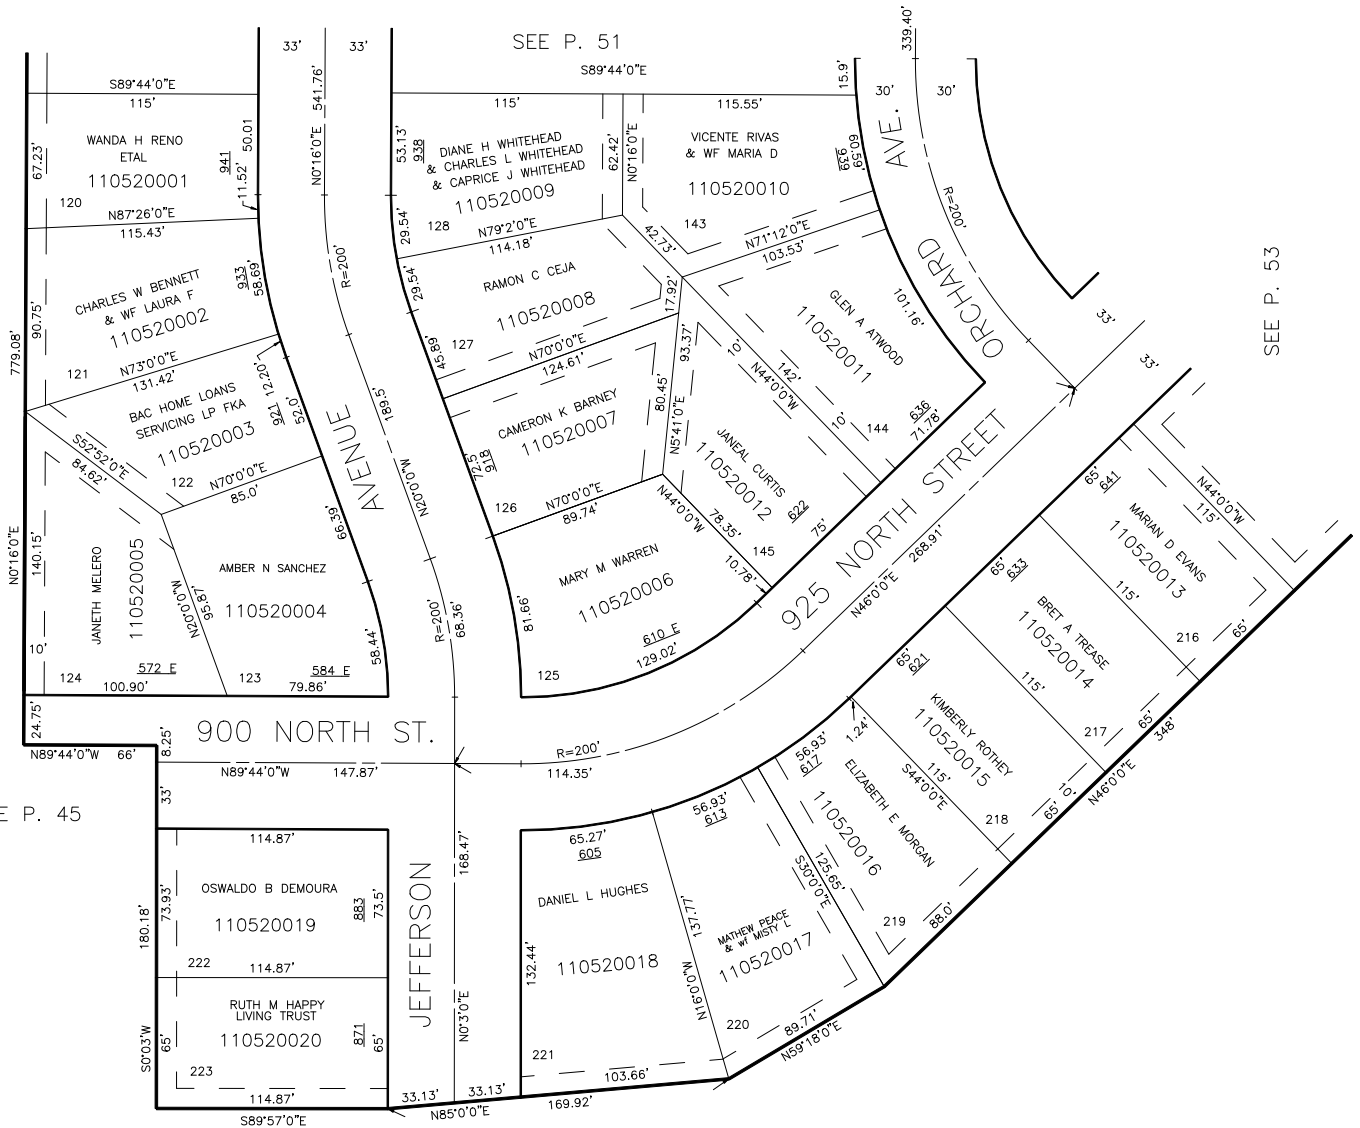 SEE P. 51
S89°44'0"E
33'
33'
S89°44'0"E
115'
WANDA H RENO
ETAL
110520001
120
67.23'
941
50.01
11.52'
N87°26'0"E
115.43'
CHARLES W BENNETT
& WF LAURA F
110520002
121
90.75'
933
58.69'
N73°0'0"E
131.42'
BAC HOME LOANS
SERVICING LP FKA
110520003
122
921
12.20'
52.0'
S52°52'0"E
84.62'
N70°0'0"E
85.0'
779.08'
N0°16'0"E
140.15'
10'
JANETH MELERO
110520005
124
572 E
100.90'
N20°0'0"W
95.87'
AMBER N SANCHEZ
110520004
123
584 E
79.86'
66.39'
58.44'
541.76'
N0°16'0"E
R=200'
189.5'
N20°0'0"W
AVENUE
R=200'
68.36'
115'
53.13'
938
DIANE H WHITEHEAD
& CHARLES L WHITEHEAD
& CAPRICE J WHITEHEAD
110520009
128
62.42'
N0°16'0"E
29.54'
N79°2'0"E
114.18'
29.54'
RAMON C CEJA
110520008
127
45.89'
42.73'
17.92'
N70°0'0"E
124.61'
CAMERON K BARNEY
110520007
126
72.5'
918
93.37'
80.45'
N5°41'0"E
N70°0'0"E
89.74'
MARY M WARREN
110520006
125
81.66'
610 E
129.02'
N44°0'0"W
78.35'
10.78'
115.55'
VICENTE RIVAS
& WF MARIA D
110520010
143
15.9'
60.59'
939
N71°12'0"E
103.53'
GLEN A ATWOOD
110520011
144
101.16'
636
71.78'
10'
142'
N44°0'0"W
10'
JANEAL CURTIS
110520012
145
622
75'
339.40'
30'
30'
ORCHARD
AVE.
R=200'
33'
33'
SEE P. 53
925 NORTH STREET
N46°0'0"E
268.91'
R=200'
114.35'
24.75'
N89°44'0"W 66'
8.25'
900 NORTH ST.
N89°44'0"W
147.87'
33'
E P. 45
114.87'
OSWALDO B DEMOURA
110520019
222
73.93'
883
73.5'
180.18'
114.87'
RUTH M HAPPY
LIVING TRUST
110520020
223
65'
871
65'
S0°03'W
114.87'
S89°57'0"E
JEFFERSON
168.47'
N0°3'0"E
33.13'
33.13'
N85°0'0"E
169.92'
65.27'
605
DANIEL L HUGHES
110520018
132.44'
221
103.66'
137.77'
N16°0'0"W
56.93'
613
MATHEW PEACE
& wf MISTY L
110520017
220
89.71'
N59°18'0"E
125.65'
S30°0'0"E
56.93'
617
ELIZABETH E MORGAN
110520016
219
88.0'
1.24'
115'
S44°0'0"E
65'
621
KIMBERLY ROTHEY
110520015
218
10'
65'
115'
65'
633
BRET A TREASE
110520014
217
65'
348'
N46°0'0"E
115'
65'
641
MARIAN D EVANS
110520013
216
65'
N44°0'0"W
115'